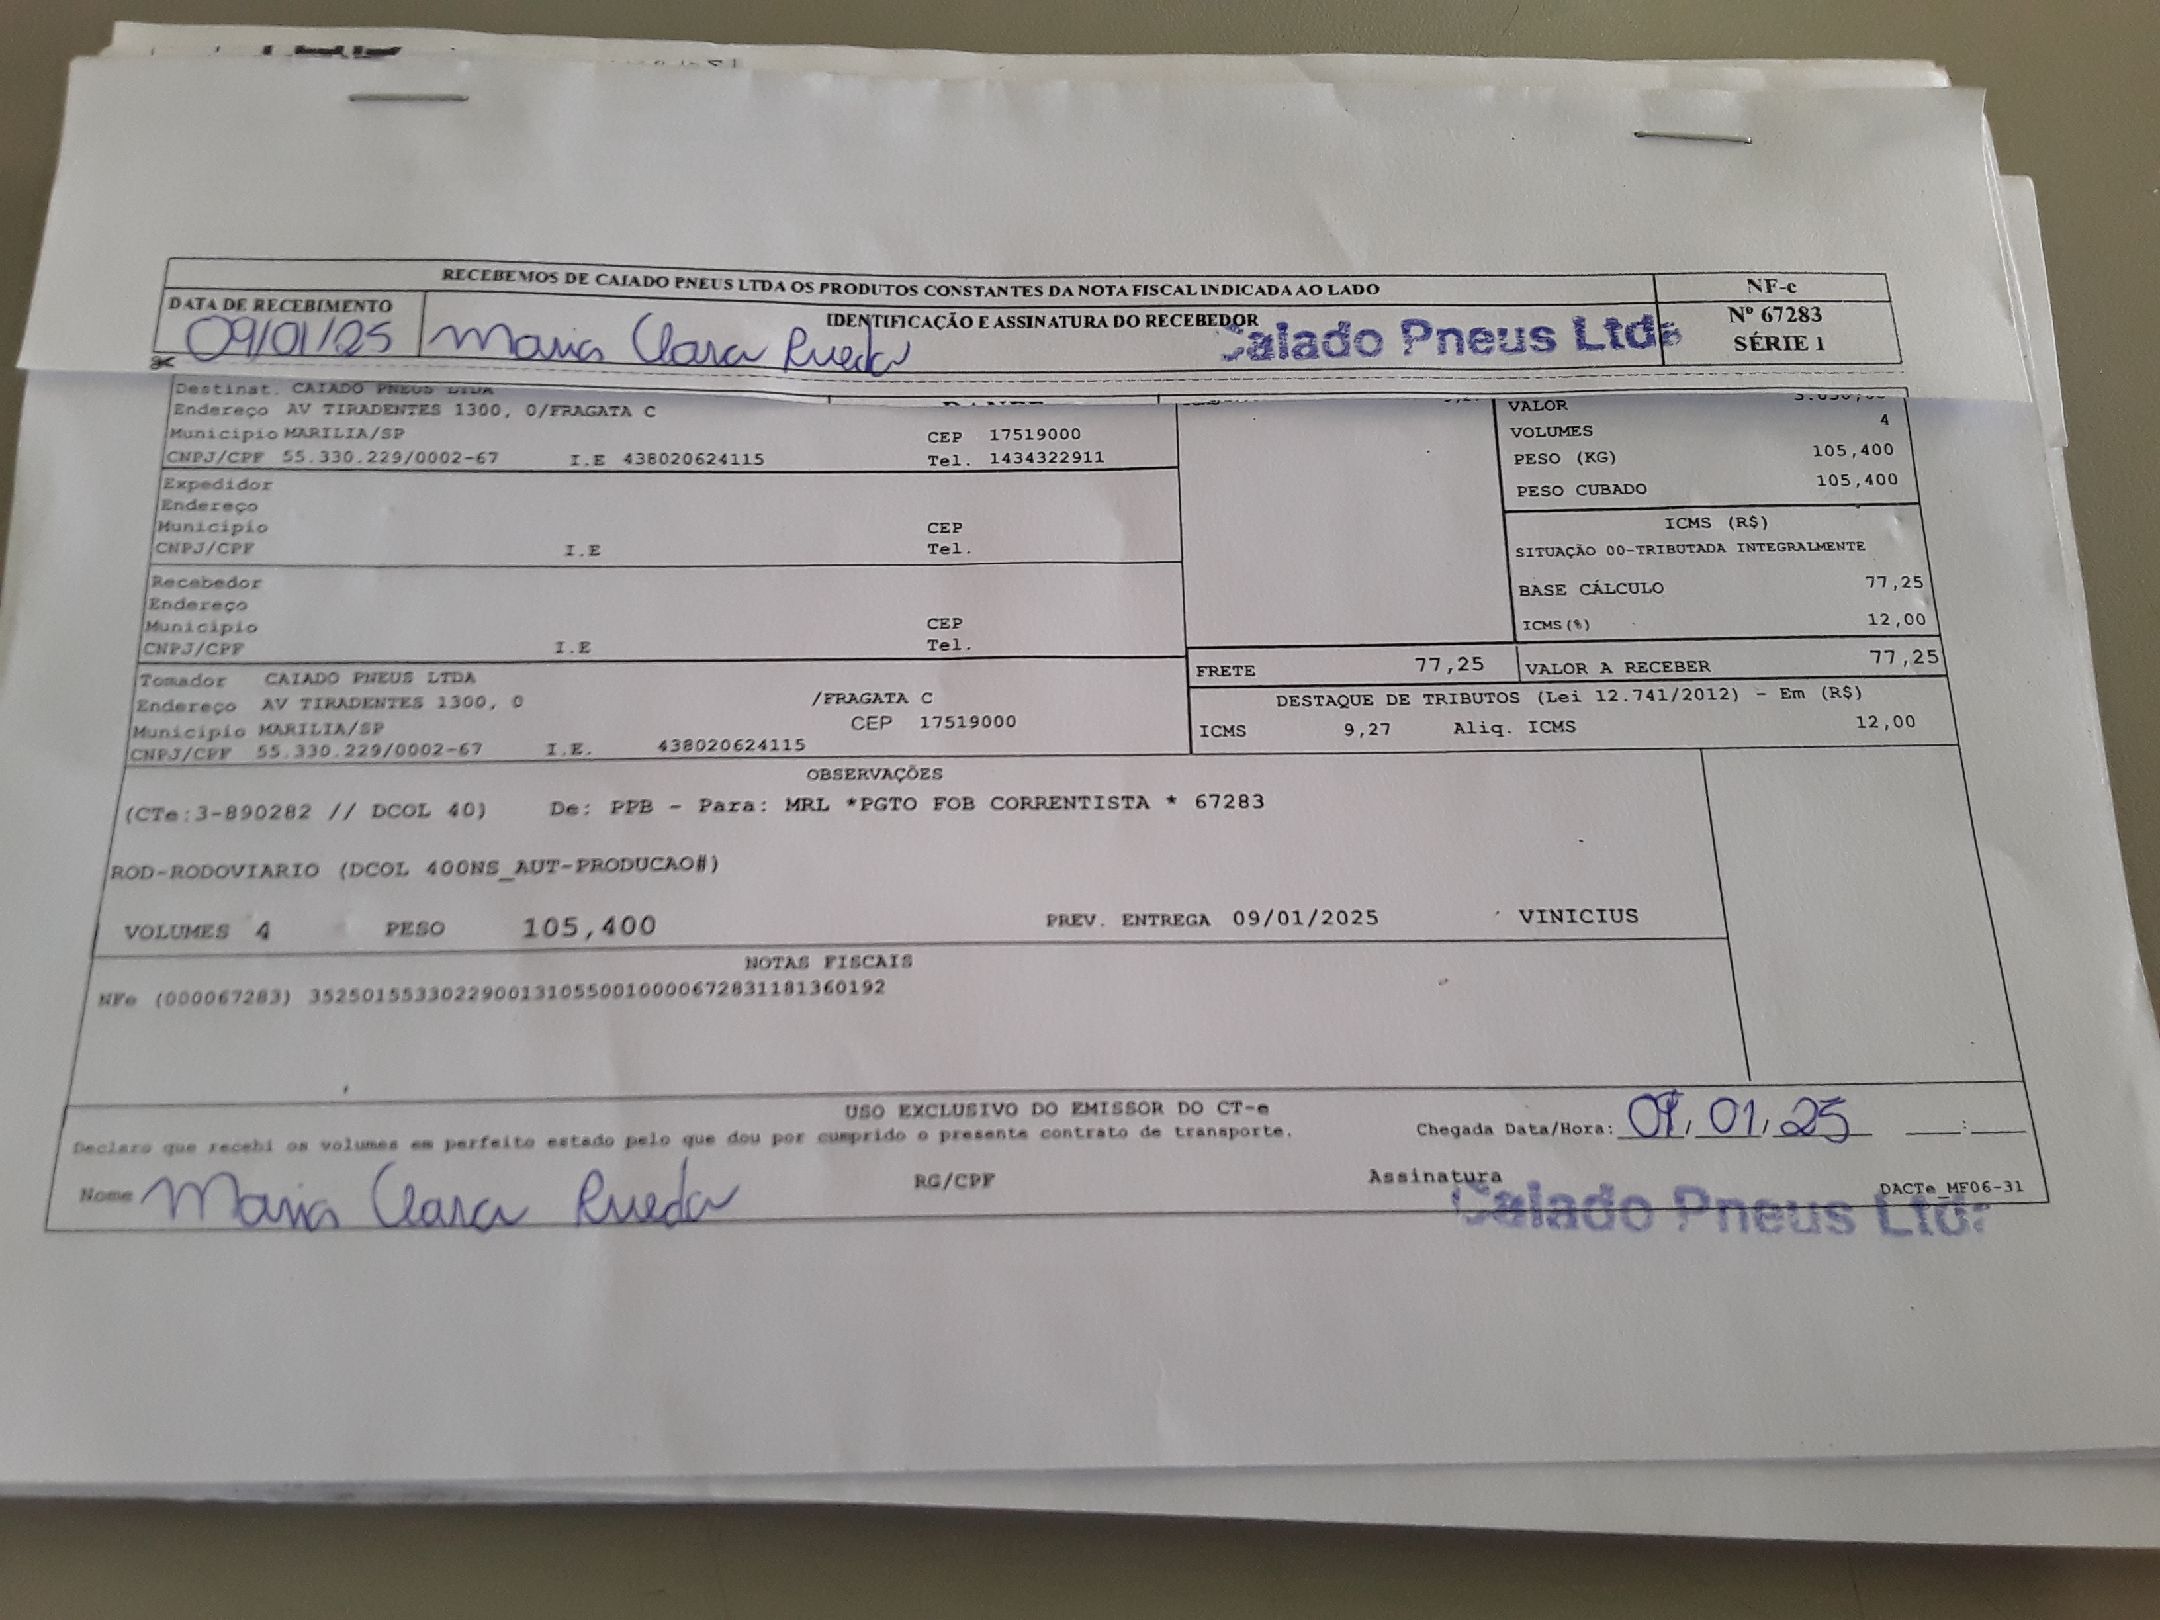 RECEBEMOS DE CAIADO PNEUS LTDA OS PRODUTOS CONSTANTES DA NOTA FISCAL INDICADA AO LADO
NF-e
DATA DE RECEBIMENTO
09/01/25
IDENTIFICAÇÃO E ASSINATURA DO RECEBEDOR
Maria Clara Rueda
Caiado Pneus Ltda
Nº 67283
SÉRIE 1
Destinat. CAIADO PNEUS LTDA
Endereço AV TIRADENTES 1300, 0/FRAGATA C
Municipio MARILIA/SP CEP 17519000
CNPJ/CPF 55.330.229/0002-67 I.E 438020624115 Tel. 1434322911
Expedidor
Endereço
Municipio CEP
CNPJ/CPF I.E Tel.
Recebedor
Endereço
Municipio CEP
CNPJ/CPF I.E Tel.
Tomador CAIADO PNEUS LTDA
Endereço AV TIRADENTES 1300, 0 /FRAGATA C
Municipio MARILIA/SP CEP 17519000
CNPJ/CPF 55.330.229/0002-67 I.E. 438020624115
VALOR
VOLUMES 4
PESO (KG) 105,400
PESO CUBADO 105,400
ICMS (R$)
SITUAÇÃO 00-TRIBUTADA INTEGRALMENTE
BASE CÁLCULO 77,25
ICMS(%) 12,00
FRETE 77,25 VALOR A RECEBER 77,25
DESTAQUE DE TRIBUTOS (Lei 12.741/2012) - Em (R$)
ICMS 9,27 Aliq. ICMS 12,00
OBSERVAÇÕES
(CTe:3-890282 // DCOL 40) De: PPB - Para: MRL *PGTO FOB CORRENTISTA * 67283
ROD-RODOVIARIO (DCOL 400NS_AUT-PRODUCAO#)
VOLUMES 4 PESO 105,400 PREV. ENTREGA 09/01/2025 VINICIUS
NOTAS FISCAIS
NFe (000067283) 35250155330229001310550010000672831181360192
USO EXCLUSIVO DO EMISSOR DO CT-e
Declaro que recebi os volumes em perfeito estado pelo que dou por cumprido o presente contrato de transporte.
Chegada Data/Hora: 09/01/25 :
Nome Maria Clara Rueda RG/CPF Assinatura
DACTe_MF06-31
Caiado Pneus Ltda